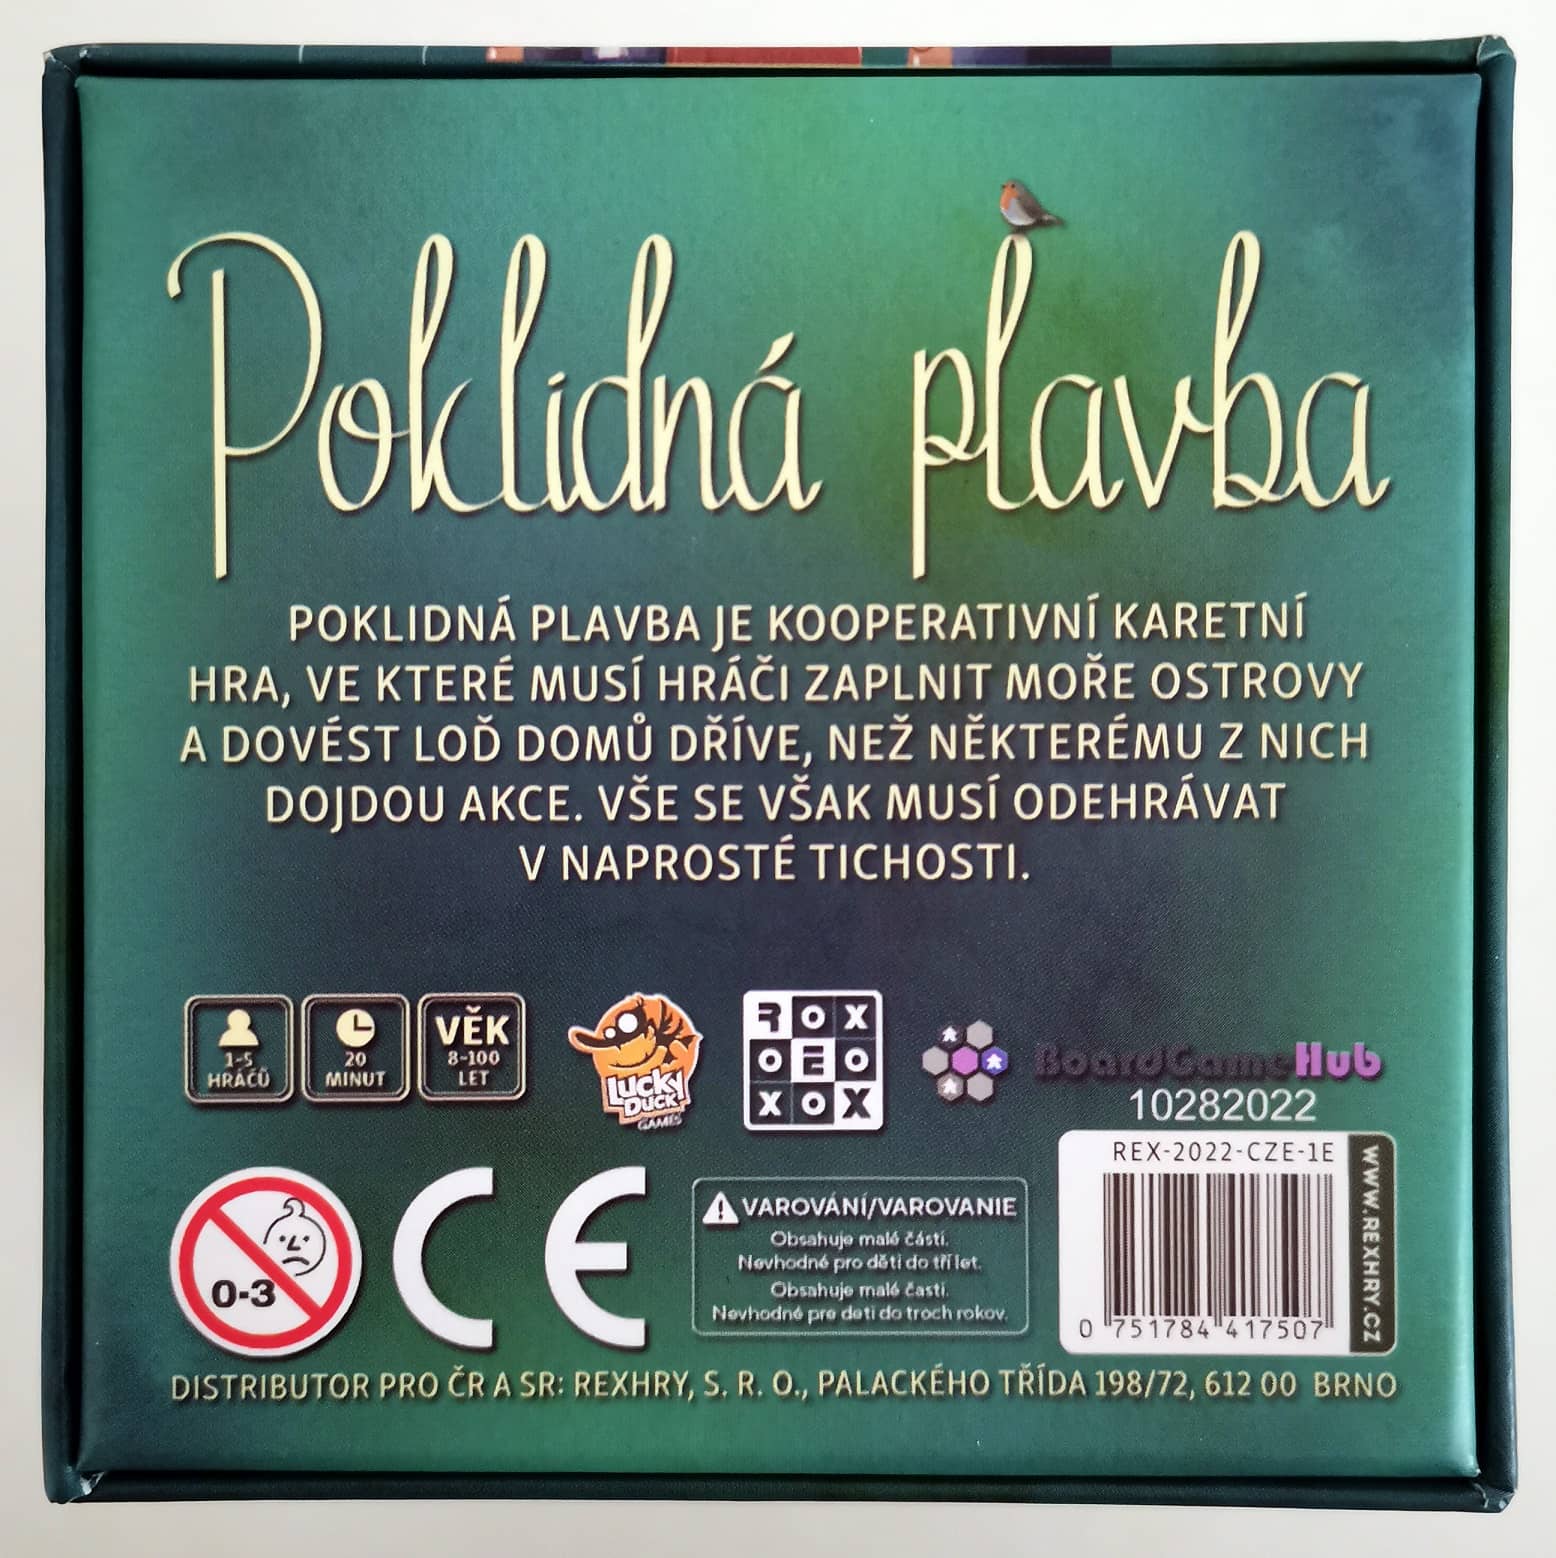 Poklidná plavba
POKLIDNÁ PLAVBA JE KOOPERATIVNÍ KARETNÍ
HRA, VE KTERÉ MUSÍ HRÁČI ZAPLNIT MOŘE OSTROVY
A DOVÉST LOĎ DOMŮ DŘÍVE, NEŽ NĚKTERÉMU Z NICH
DOJDOU AKCE. VŠE SE VŠAK MUSÍ ODEHRÁVAT
V NAPROSTÉ TICHOSTI.
1-5
HRÁČŮ
20
MINUT
VĚK
8-100
LET
LUCKY
DUCK
GAMES
R O X
O E O
X O X
BoardGameHub
10282022
0-3
CE
VAROVÁNÍ/VAROVANIE
Obsahuje malé části.
Nevhodné pro děti do tří let.
Obsahuje malé časti.
Nevhodné pre deti do troch rokov.
REX-2022-CZE-1E
0 751784 417507
WWW.REXHRY.CZ
DISTRIBUTOR PRO ČR A SR: REXHRY, S. R. O., PALACKÉHO TŘÍDA 198/72, 612 00 BRNO